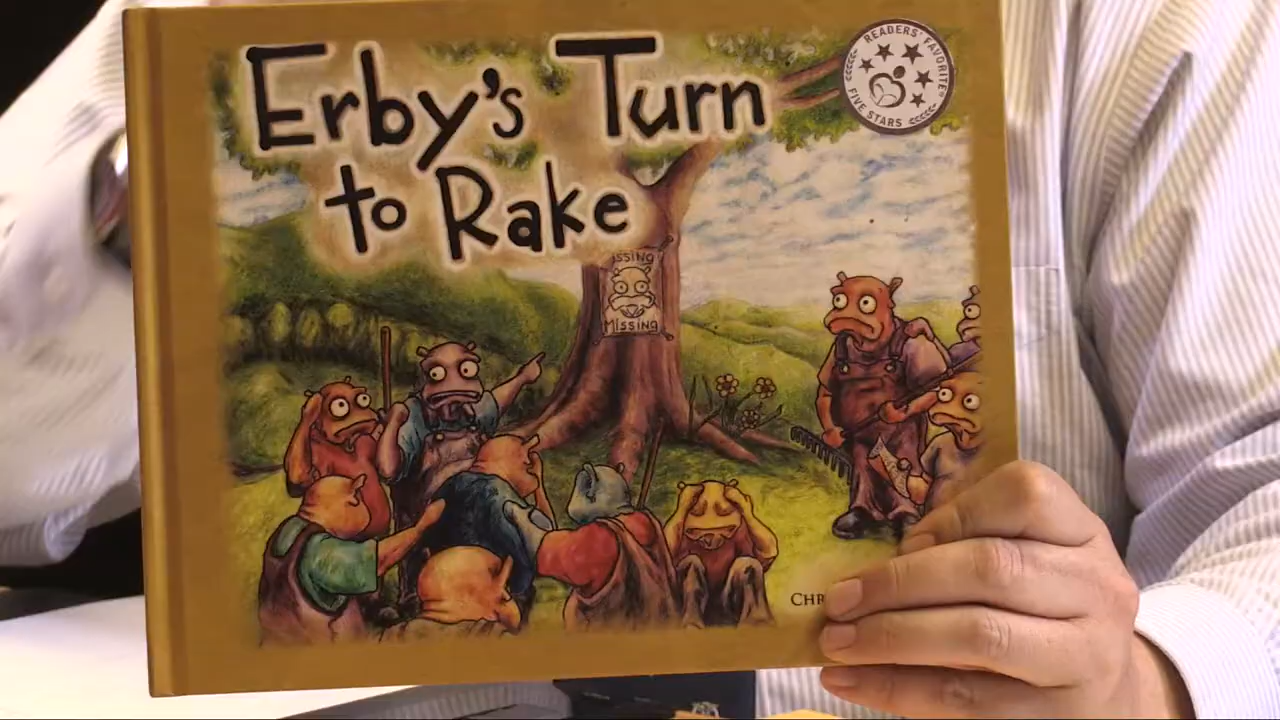 Erby's Turn
to Rake
READERS' FAVORITE®
FIVE STARS
ISSING
MISSING
CHR